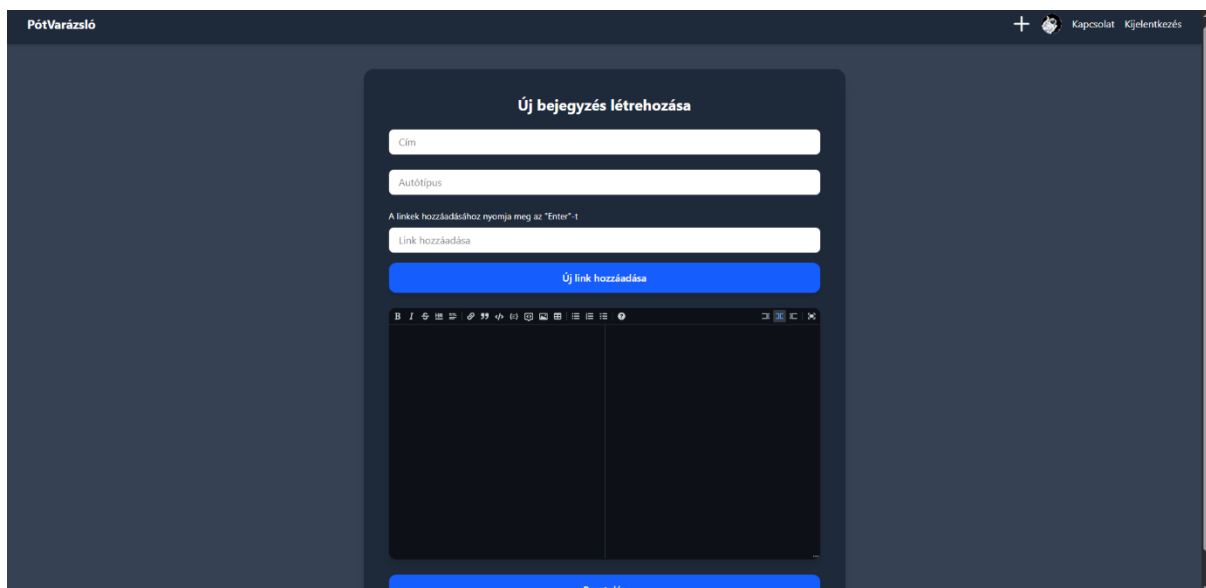 PótVarázsló
Kapcsolat Kijelentkezés
Új bejegyzés létrehozása
Cím
Autótípus
A linkek hozzáadásához nyomja meg az "Enter"-t
Link hozzáadása
Új link hozzáadása